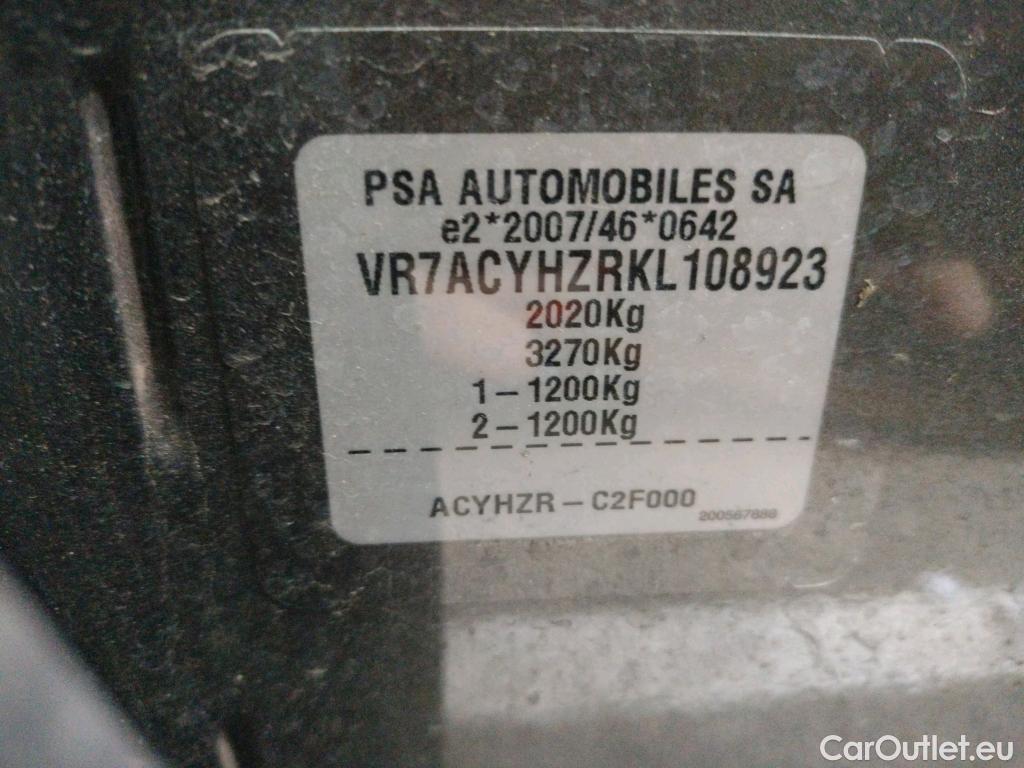 PSA AUTOMOBILES SA
e2*2007/46*0642
VR7ACYHZRKL108923
2020Kg
3270Kg
1-1200Kg
2-1200Kg
ACYHZR-C2F000
200567888
CarOutlet.eu